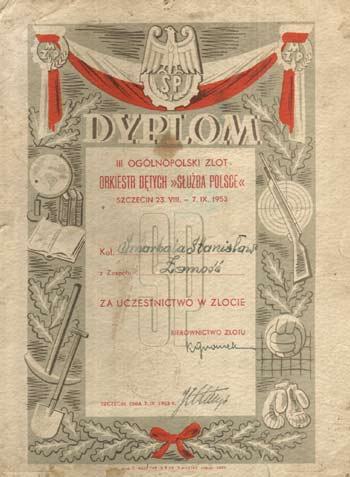 SP
DYPLOM
III OGÓLNOPOLSKI ZLOT
ORKIESTR DĘTYCH »SŁUŻBA POLSCE«
SZCZECIN 23. VIII. – 7. IX. 1953
SP
Kol. Stanisław
z Zespołu Zamość
ZA UCZESTNICTWO W ZLOCIE
KIEROWNICTWO ZLOTU
SZCZECIN, DNIA 7. IX 1953 R.